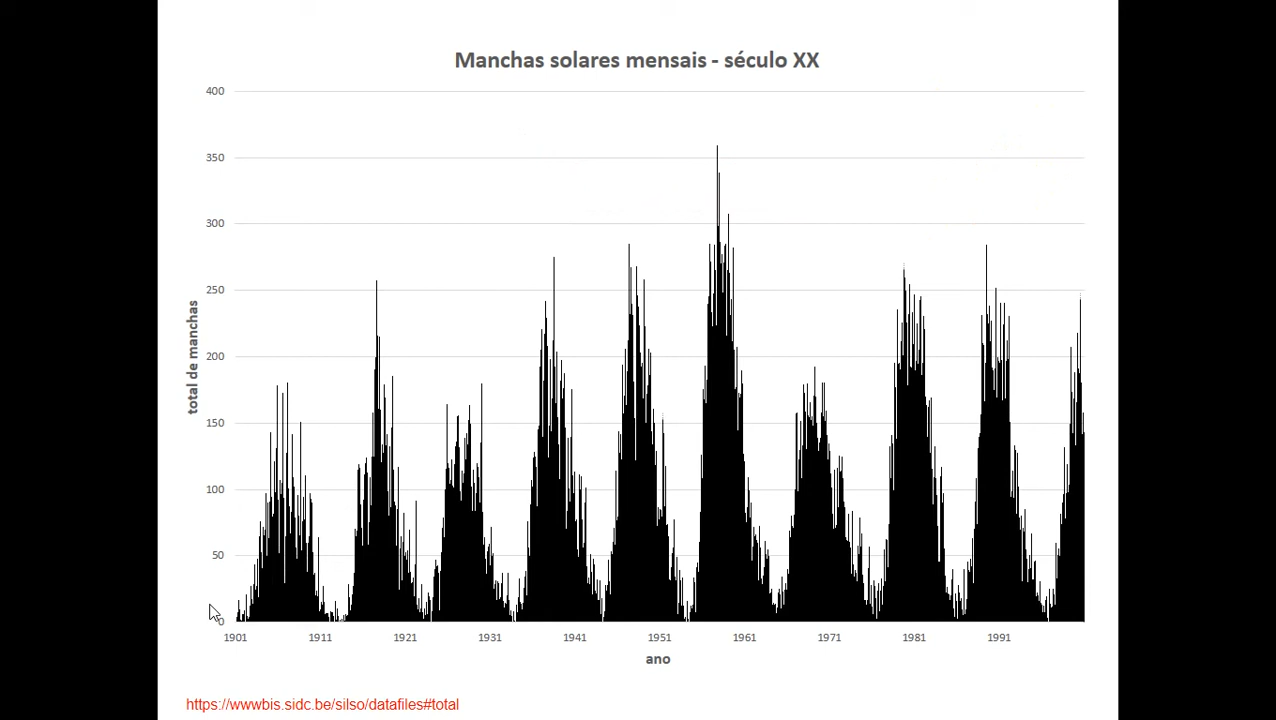 Manchas solares mensais - século XX
400
350
300
250
200
150
100
50
0
total de manchas
1901 1911 1921 1931 1941 1951 1961 1971 1981 1991
ano
https://wwwbis.sidc.be/silso/datafiles#total